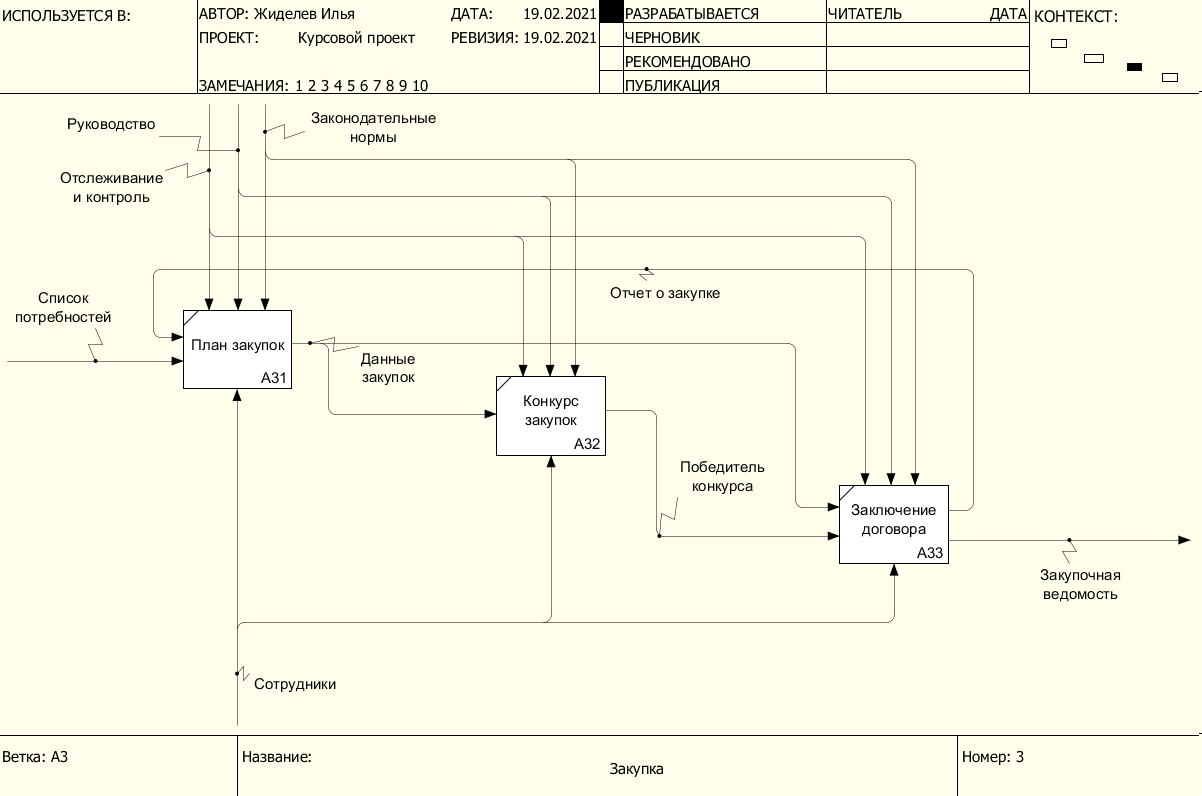 ИСПОЛЬЗУЕТСЯ В:
АВТОР: Жиделев Илья
ДАТА: 19.02.2021
ПРОЕКТ: Курсовой проект
РЕВИЗИЯ: 19.02.2021
ЗАМЕЧАНИЯ: 1 2 3 4 5 6 7 8 9 10
РАЗРАБАТЫВАЕТСЯ
ЧЕРНОВИК
РЕКОМЕНДОВАНО
ПУБЛИКАЦИЯ
ЧИТАТЕЛЬ
ДАТА
КОНТЕКСТ:
Руководство
Законодательные
нормы
Отслеживание
и контроль
Список
потребностей
Отчет о закупке
План закупок
A31
Данные
закупок
Конкурс
закупок
A32
Победитель
конкурса
Заключение
договора
A33
Закупочная
ведомость
Сотрудники
Ветка: A3
Название:
Закупка
Номер: 3